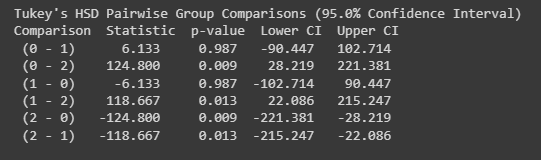 Tukey's HSD Pairwise Group Comparisons (95.0% Confidence Interval)
Comparison  Statistic  p-value  Lower CI  Upper CI
 (0 - 1)      6.133     0.987   -90.447   102.714
 (0 - 2)    124.800     0.009    28.219   221.381
 (1 - 0)     -6.133     0.987  -102.714    90.447
 (1 - 2)    118.667     0.013    22.086   215.247
 (2 - 0)   -124.800     0.009  -221.381   -28.219
 (2 - 1)   -118.667     0.013  -215.247   -22.086